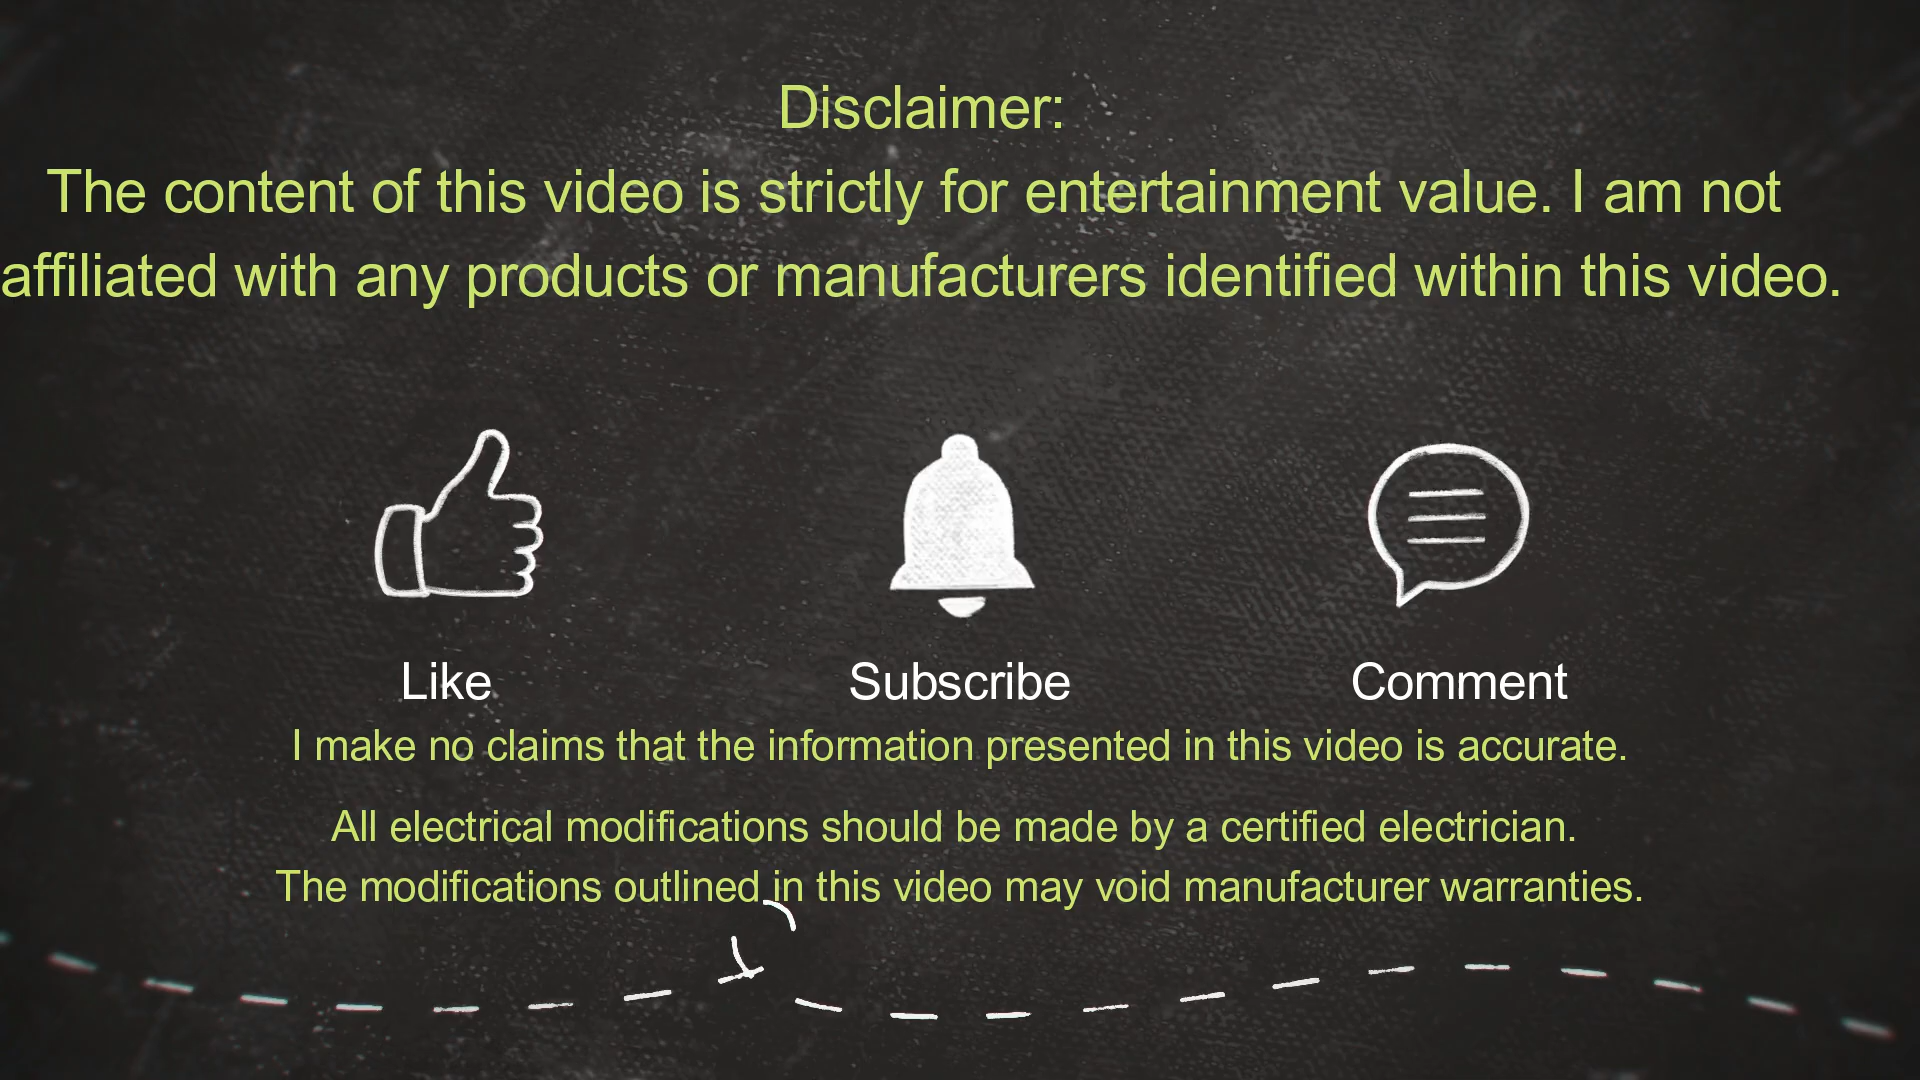 Disclaimer:
The content of this video is strictly for entertainment value. I am not
affiliated with any products or manufacturers identified within this video.
Like
Subscribe
Comment
I make no claims that the information presented in this video is accurate.
All electrical modifications should be made by a certified electrician.
The modifications outlined in this video may void manufacturer warranties.